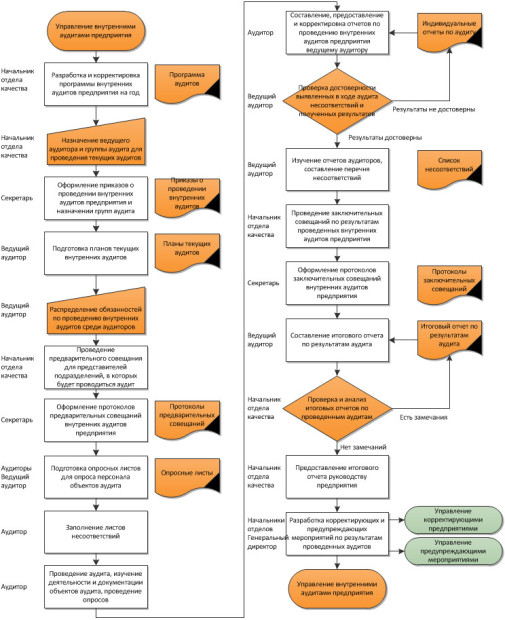 Управление внутренними
аудитами предприятия
Начальник
отдела
качества
Разработка и корректировка
программы внутренних
аудитов предприятия на год
Программа
аудитов
Начальник
отдела
качества
Назначение ведущего
аудитора и группы аудита для
проведения текущих аудитов
Секретарь
Оформление приказов о
проведении внутренних
аудитов предприятия и
назначении групп аудита
Приказы о
проведении
внутренних
аудитов
Ведущий
аудитор
Подготовка планов текущих
внутренних аудитов
Планы текущих
аудитов
Ведущий
аудитор
Распределение обязанностей
по проведению внутренних
аудитов среди аудиторов
Начальник
отдела
качества
Проведение
предварительного совещания
для представителей
подразделений, в которых
будет проводиться аудит
Секретарь
Оформление протоколов
предварительных совещаний
внутренних аудитов
предприятия
Протоколы
предварительных
совещаний
Аудиторы
Ведущий
аудитор
Подготовка опросных листов
для опроса персонала
объектов аудита
Опросные листы
Аудитор
Заполнение листов
несоответствий
Аудитор
Проведение аудита, изучение
деятельности и документации
объектов аудита, проведение
опросов
Аудитор
Составление, предоставление
и корректировка отчетов по
проведению внутренних
аудитов предприятия
ведущему аудитору
Индивидуальные
отчеты по аудиту
Ведущий
аудитор
Проверка достоверности
выявленных в ходе аудита
несоответствий и
полученных результатов
Результаты не достоверны
Результаты достоверны
Ведущий
аудитор
Изучение отчетов аудиторов,
составление перечня
несоответствий
Список
несоответствий
Начальник
отдела
качества
Проведение заключительных
совещаний по результатам
проведенных внутренних
аудитов предприятия
Секретарь
Оформление протоколов
заключительных совещаний
внутренних аудитов
предприятия
Протоколы
заключительных
совещаний
Ведущий
аудитор
Составление итогового отчета
по результатам аудита
Итоговый отчет по
результатам
аудита
Начальник
отдела
качества
Проверка и анализ
итоговых отчетов по
проведенным аудитам
Есть замечания
Нет замечаний
Начальник
отдела
качества
Предоставление итогового
отчета руководству
предприятия
Начальники
отделов
Генеральный
директор
Разработка корректирующих и
предупреждающих
мероприятий по результатам
проведенных аудитов
Управление
корректирующими
предприятиями
Управление
предупреждающими
мероприятиями
Управление внутренними
аудитами предприятия